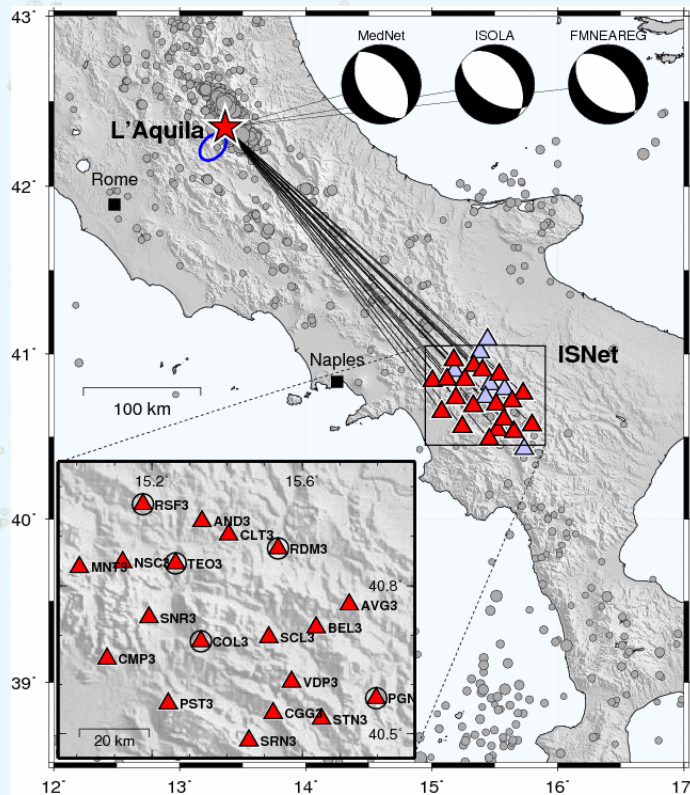 43°
MedNet ISOLA FMNEAREG
L'Aquila
42°
Rome
41°
Naples
ISNet
100 km
15.2° 15.6°
RSF3
AND3
CLT3
RDM3
NSC3
TEO3
MNT3
40.8°
AVG3
SNR3
BEL3
SCL3
COL3
CMP3
VDP3
PGN
PST3
CGG3
STN3
20 km
SRN3
40.5°
40°
39°
12° 13° 14° 15° 16° 17°